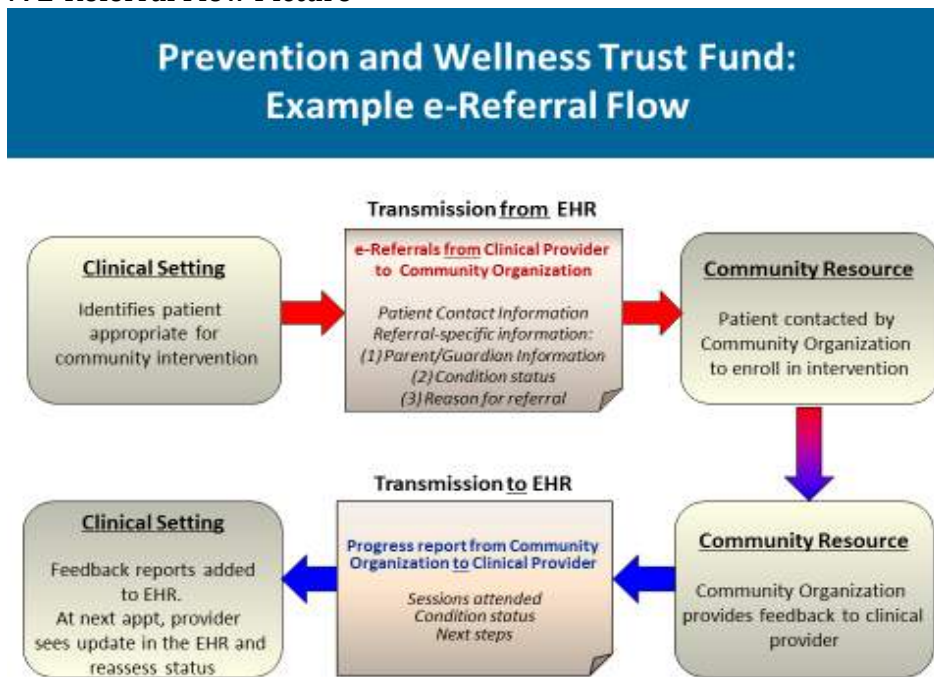 Prevention and Wellness Trust Fund:
Example e-Referral Flow
Transmission from EHR
Clinical Setting
Identifies patient
appropriate for
community intervention
e-Referrals from Clinical Provider
to Community Organization
Patient Contact Information
Referral-specific information:
(1) Parent/Guardian Information
(2) Condition status
(3) Reason for referral
Community Resource
Patient contacted by
Community Organization
to enroll in intervention
Transmission to EHR
Clinical Setting
Feedback reports added
to EHR.
At next appt, provider
sees update in the EHR and
reassess status
Progress report from Community
Organization to Clinical Provider
Sessions attended
Condition status
Next steps
Community Resource
Community Organization
provides feedback to clinical
provider